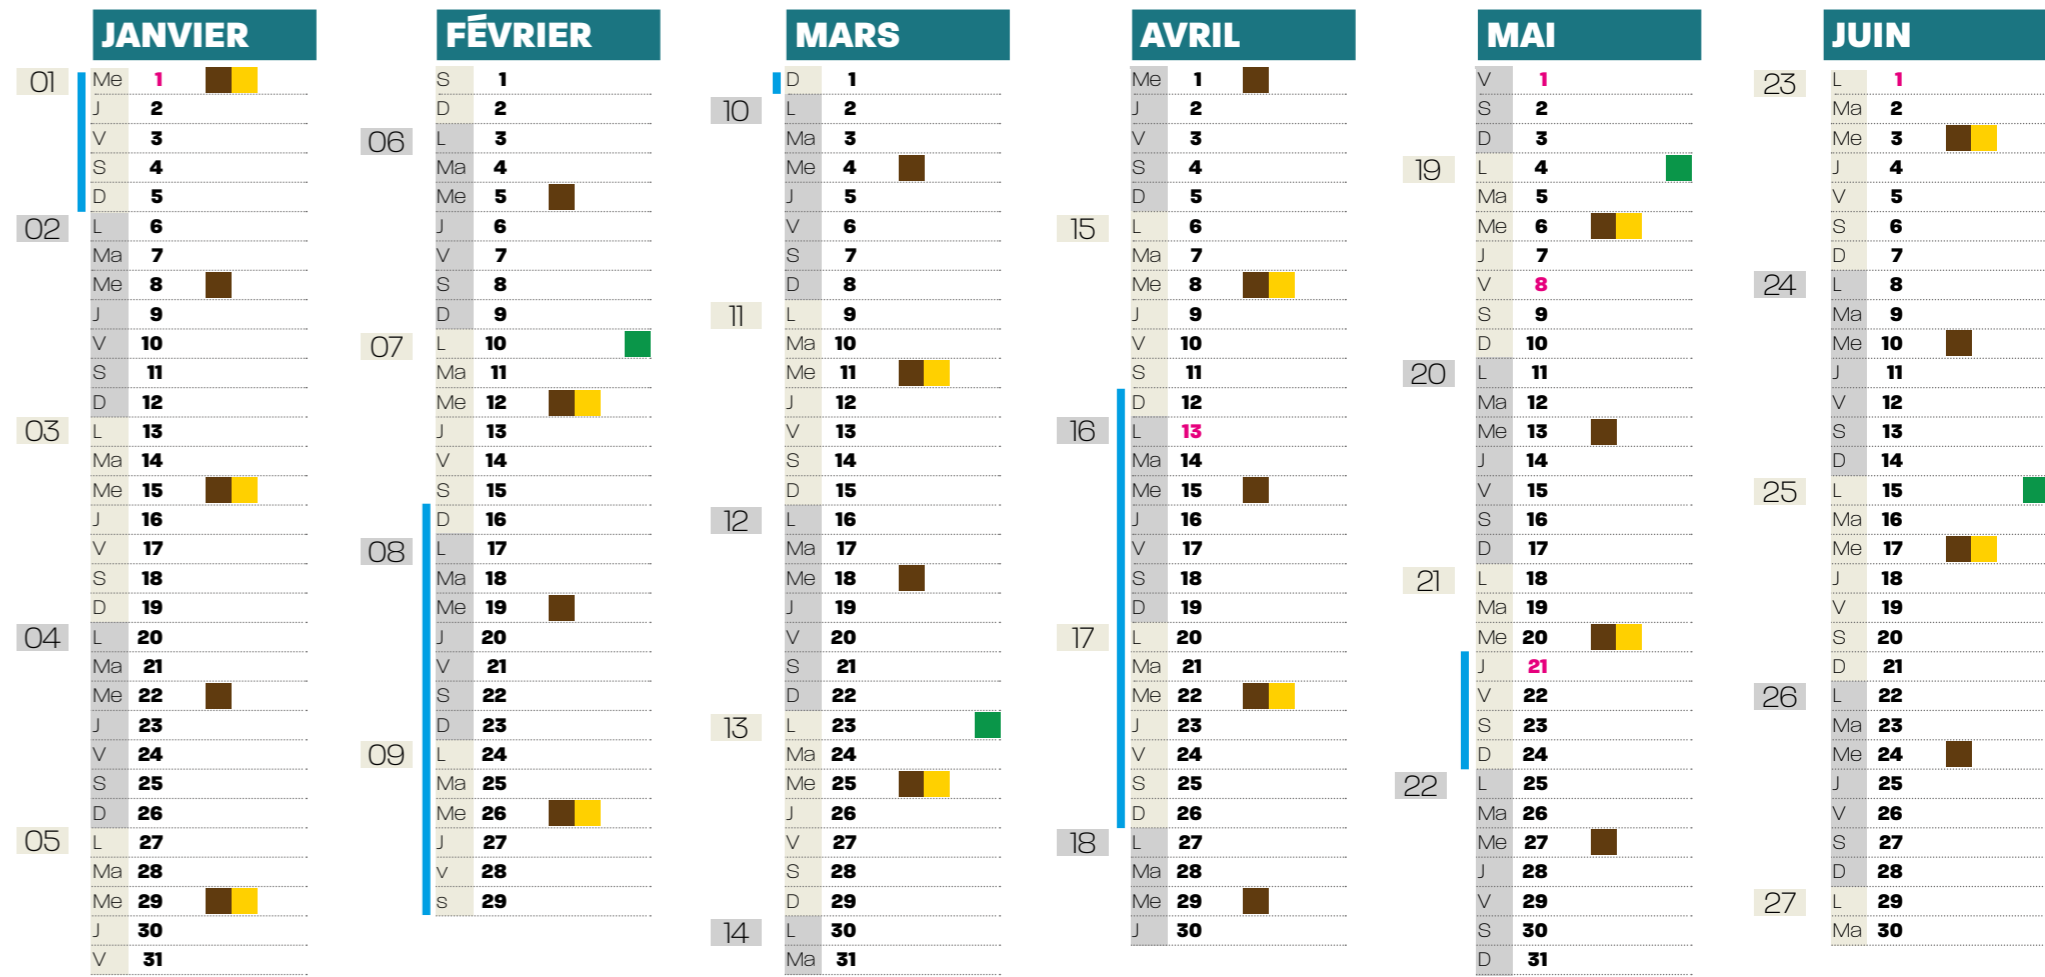 JANVIER
01 Me 1
J 2
V 3
S 4
D 5
02 L 6
Ma 7
Me 8
J 9
V 10
S 11
D 12
03 L 13
Ma 14
Me 15
J 16
V 17
S 18
D 19
04 L 20
Ma 21
Me 22
J 23
V 24
S 25
D 26
05 L 27
Ma 28
Me 29
J 30
V 31
FÉVRIER
S 1
D 2
06 L 3
Ma 4
Me 5
J 6
V 7
S 8
D 9
07 L 10
Ma 11
Me 12
J 13
V 14
S 15
D 16
08 L 17
Ma 18
Me 19
J 20
V 21
S 22
D 23
09 L 24
Ma 25
Me 26
J 27
v 28
s 29
MARS
D 1
10 L 2
Ma 3
Me 4
J 5
V 6
S 7
D 8
11 L 9
Ma 10
Me 11
J 12
V 13
S 14
D 15
12 L 16
Ma 17
Me 18
J 19
V 20
S 21
D 22
13 L 23
Ma 24
Me 25
J 26
V 27
S 28
D 29
14 L 30
Ma 31
AVRIL
Me 1
J 2
V 3
S 4
D 5
15 L 6
Ma 7
Me 8
J 9
V 10
S 11
D 12
16 L 13
Ma 14
Me 15
J 16
V 17
S 18
D 19
17 L 20
Ma 21
Me 22
J 23
V 24
S 25
D 26
18 L 27
Ma 28
Me 29
J 30
MAI
V 1
S 2
D 3
19 L 4
Ma 5
Me 6
J 7
V 8
S 9
D 10
20 L 11
Ma 12
Me 13
J 14
V 15
S 16
D 17
21 L 18
Ma 19
Me 20
J 21
V 22
S 23
D 24
22 L 25
Ma 26
Me 27
J 28
V 29
S 30
D 31
JUIN
23 L 1
Ma 2
Me 3
J 4
V 5
S 6
D 7
24 L 8
Ma 9
Me 10
J 11
V 12
S 13
D 14
25 L 15
Ma 16
Me 17
J 18
V 19
S 20
D 21
26 L 22
Ma 23
Me 24
J 25
V 26
S 27
D 28
27 L 29
Ma 30